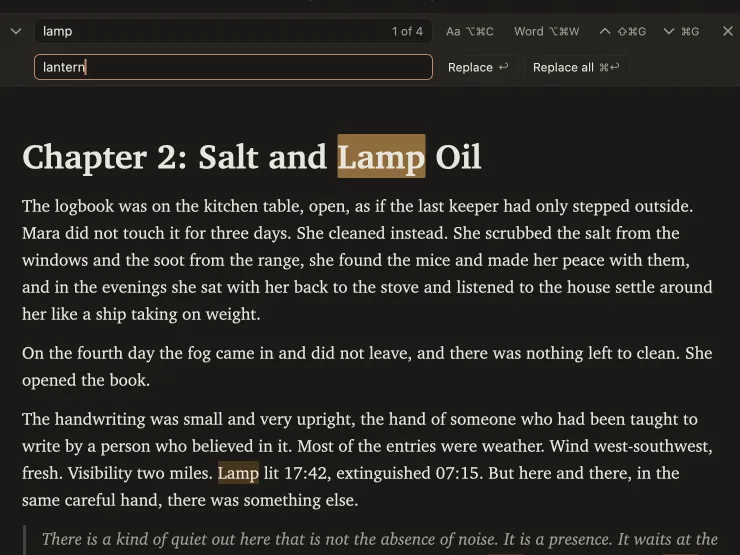 lamp 1 of 4 Aa ⌥⌘C Word ⌥⌘W ⇧⌘G ⌘G
lantern Replace ↩ Replace all ⌘↩
Chapter 2: Salt and Lamp Oil
The logbook was on the kitchen table, open, as if the last keeper had only stepped outside.
Mara did not touch it for three days. She cleaned instead. She scrubbed the salt from the
windows and the soot from the range, she found the mice and made her peace with them,
and in the evenings she sat with her back to the stove and listened to the house settle around
her like a ship taking on weight.
On the fourth day the fog came in and did not leave, and there was nothing left to clean. She
opened the book.
The handwriting was small and very upright, the hand of someone who had been taught to
write by a person who believed in it. Most of the entries were weather. Wind west-southwest,
fresh. Visibility two miles. Lamp lit 17:42, extinguished 07:15. But here and there, in the
same careful hand, there was something else.
There is a kind of quiet out here that is not the absence of noise. It is a presence. It waits at the